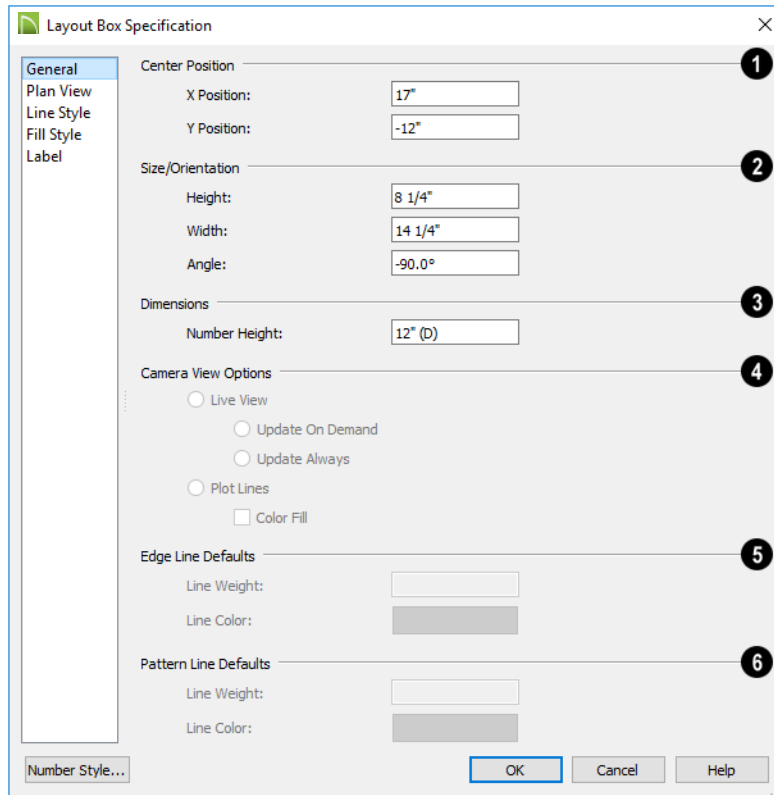 Layout Box Specification
General
Plan View
Line Style
Fill Style
Label
Center Position 1
X Position: 17"
Y Position: -12"
Size/Orientation 2
Height: 8 1/4"
Width: 14 1/4"
Angle: -90.0°
Dimensions 3
Number Height: 12" (D)
Camera View Options 4
Live View
Update On Demand
Update Always
Plot Lines
Color Fill
Edge Line Defaults 5
Line Weight:
Line Color:
Pattern Line Defaults 6
Line Weight:
Line Color:
Number Style... OK Cancel Help